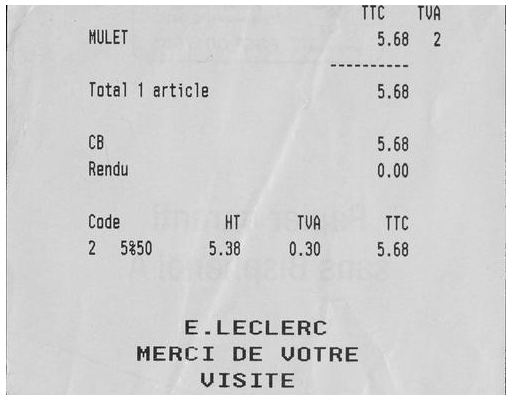 TTC TVA
MULET 5.68 2
----------
Total 1 article 5.68
CB 5.68
Rendu 0.00
Code HT TVA TTC
2 5%50 5.38 0.30 5.68
E.LECLERC
MERCI DE VOTRE
VISITE